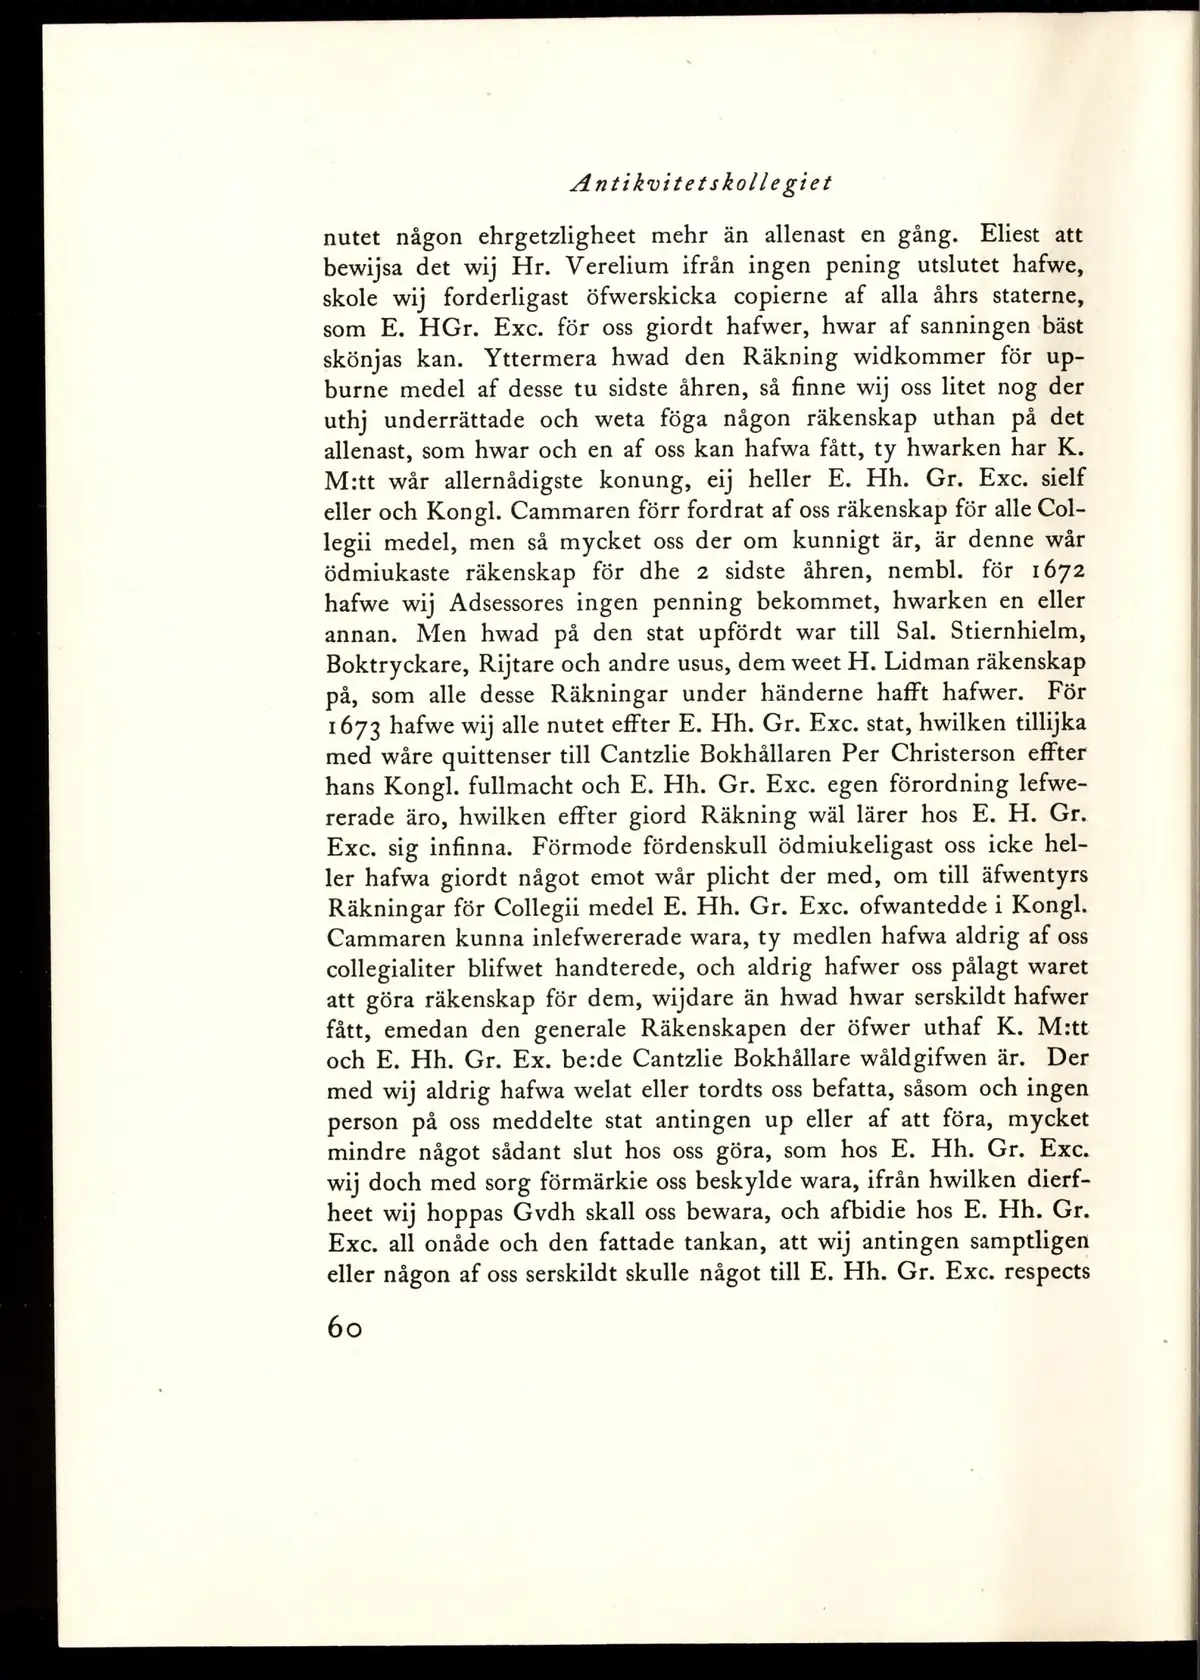 Antikvitetskollegiet
nutet någon ehrgetzligheet mehr än allenast en gång. Eliest att
bewijsa det wij Hr. Verelium ifrån ingen pening utslutet hafwe,
skole wij forderligast öfwerskicka copierne af alla åhrs staterne,
som E. HGr. Exc. för oss giordt hafwer, hwar af sanningen bäst
skönjas kan. Yttermera hwad den Räkning widkommer för up-
burne medel af desse tu sidste åhren, så finne wij oss litet nog der
uthj underrättade och weta föga någon räkenskap uthan på det
allenast, som hwar och en af oss kan hafwa fått, ty hwarken har K.
M:tt wår allernådigste konung, eij heller E. Hh. Gr. Exc. sielf
eller och Kongl. Cammaren förr fordrat af oss räkenskap för alle Col-
legii medel, men så mycket oss der om kunnigt är, är denne wår
ödmiukaste räkenskap för dhe 2 sidste åhren, nembl. för 1672
hafwe wij Adsessores ingen penning bekommet, hwarken en eller
annan. Men hwad på den stat upfördt war till Sal. Stiernhielm,
Boktryckare, Rijtare och andre usus, dem weet H. Lidman räkenskap
på, som alle desse Räkningar under händerne hafft hafwer. För
1673 hafwe wij alle nutet effter E. Hh. Gr. Exc. stat, hwilken tillijka
med wåre quittenser till Cantzlie Bokhållaren Per Christerson effter
hans Kongl. fullmacht och E. Hh. Gr. Exc. egen förordning lefwe-
rerade äro, hwilken effter giord Räkning wäl lärer hos E. H. Gr.
Exc. sig infinna. Förmode fördenskull ödmiukeligast oss icke hel-
ler hafwa giordt något emot wår plicht der med, om till äfwentyrs
Räkningar för Collegii medel E. Hh. Gr. Exc. ofwantedde i Kongl.
Cammaren kunna inlefwererade wara, ty medlen hafwa aldrig af oss
collegialiter blifwet handterede, och aldrig hafwer oss pålagt waret
att göra räkenskap för dem, wijdare än hwad hwar serskildt hafwer
fått, emedan den generale Räkenskapen der öfwer uthaf K. M:tt
och E. Hh. Gr. Ex. be:de Cantzlie Bokhållare wåldgifwen är. Der
med wij aldrig hafwa welat eller tordts oss befatta, såsom och ingen
person på oss meddelte stat antingen up eller af att föra, mycket
mindre något sådant slut hos oss göra, som hos E. Hh. Gr. Exc.
wij doch med sorg förmärkie oss beskylde wara, ifrån hwilken dierf-
heet wij hoppas Gvdh skall oss bewara, och afbidie hos E. Hh. Gr.
Exc. all onåde och den fattade tankan, att wij antingen samptligen
eller någon af oss serskildt skulle något till E. Hh. Gr. Exc. respects
60